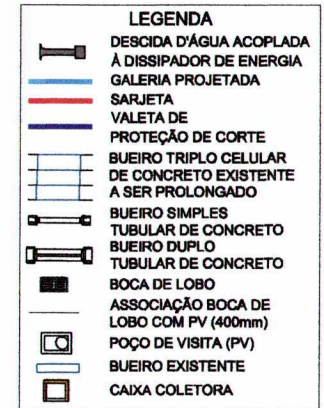 LEGENDA
DESCIDA D'ÁGUA ACOPLADA
À DISSIPADOR DE ENERGIA
GALERIA PROJETADA
SARJETA
VALETA DE
PROTEÇÃO DE CORTE
BUEIRO TRIPLO CELULAR
DE CONCRETO EXISTENTE
A SER PROLONGADO
BUEIRO SIMPLES
TUBULAR DE CONCRETO
BUEIRO DUPLO
TUBULAR DE CONCRETO
BOCA DE LOBO
ASSOCIAÇÃO BOCA DE
LOBO COM PV (400mm)
POÇO DE VISITA (PV)
BUEIRO EXISTENTE
CAIXA COLETORA